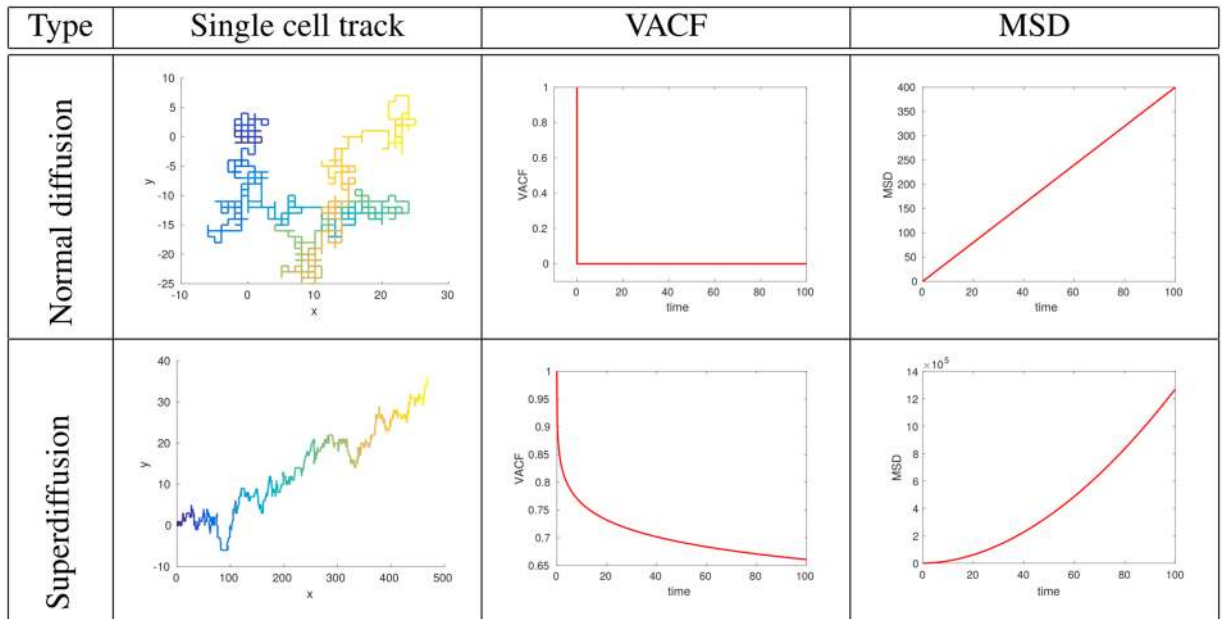 Type Single cell track VACF MSD
Normal diffusion
10
5
0
-5
-10
-15
-20
-25
y
-10 0 10 20 30
x
1
0.8
0.6
0.4
0.2
0
VACF
0 20 40 60 80 100
time
400
350
300
250
200
150
100
50
0
MSD
0 20 40 60 80 100
time
Superdiffusion
40
30
20
10
0
-10
y
0 100 200 300 400 500
x
1
0.95
0.9
0.85
0.8
0.75
0.7
0.65
VACF
0 20 40 60 80 100
time
×10⁵
14
12
10
8
6
4
2
0
MSD
0 20 40 60 80 100
time